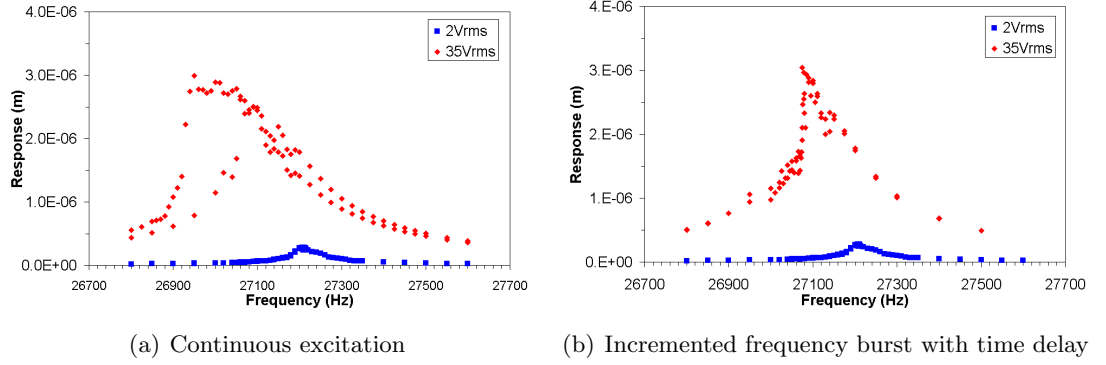 4.0E-06
3.0E-06
2.0E-06
1.0E-06
0.0E+00
Response (m)
2Vrms
35Vrms
26700 26900 27100 27300 27500 27700
Frequency (Hz)
(a) Continuous excitation
4.E-06
3.E-06
2.E-06
1.E-06
0.E+00
Response (m)
2Vrms
35Vrms
26700 26900 27100 27300 27500 27700
Frequency (Hz)
(b) Incremented frequency burst with time delay